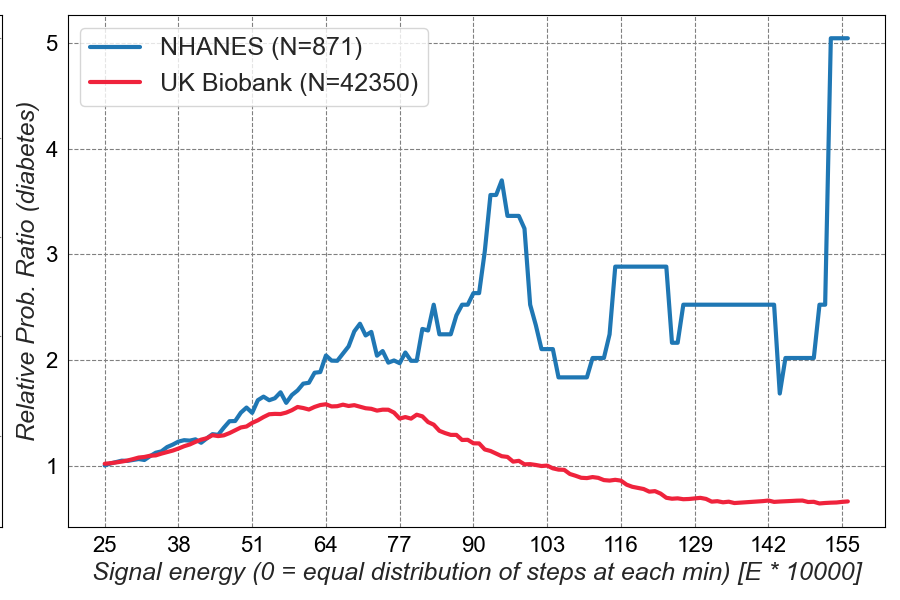 NHANES (N=871)
UK Biobank (N=42350)
Relative Prob. Ratio (diabetes)
5
4
3
2
1
25 38 51 64 77 90 103 116 129 142 155
Signal energy (0 = equal distribution of steps at each min) [E * 10000]